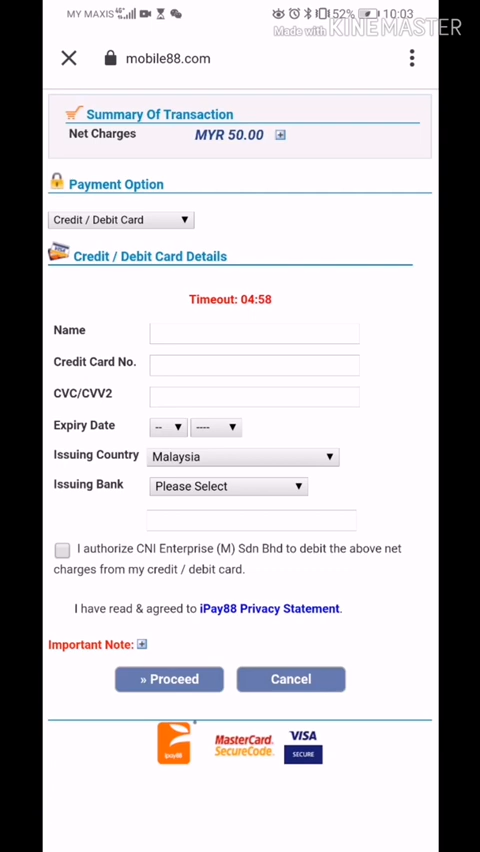 MY MAXIS 4G 52% 10:03
Made with KINEMASTER
mobile88.com
Summary Of Transaction
Net Charges MYR 50.00
Payment Option
Credit / Debit Card
Credit / Debit Card Details
Timeout: 04:58
Name
Credit Card No.
CVC/CVV2
Expiry Date -- ----
Issuing Country Malaysia
Issuing Bank Please Select
I authorize CNI Enterprise (M) Sdn Bhd to debit the above net
charges from my credit / debit card.
I have read & agreed to iPay88 Privacy Statement.
Important Note:
» Proceed Cancel
ipay88 MasterCard. VISA
SecureCode. SECURE